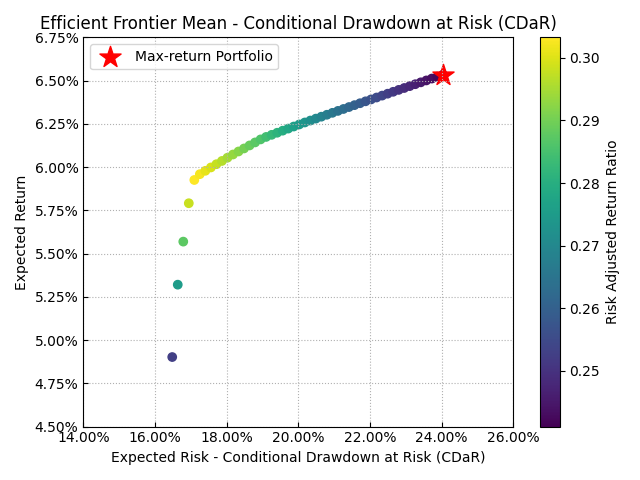 Efficient Frontier Mean - Conditional Drawdown at Risk (CDaR)
Max-return Portfolio
6.75%
6.50%
6.25%
6.00%
5.75%
5.50%
5.25%
5.00%
4.75%
4.50%
Expected Return
14.00% 16.00% 18.00% 20.00% 22.00% 24.00% 26.00%
Expected Risk - Conditional Drawdown at Risk (CDaR)
0.30
0.29
0.28
0.27
0.26
0.25
Risk Adjusted Return Ratio